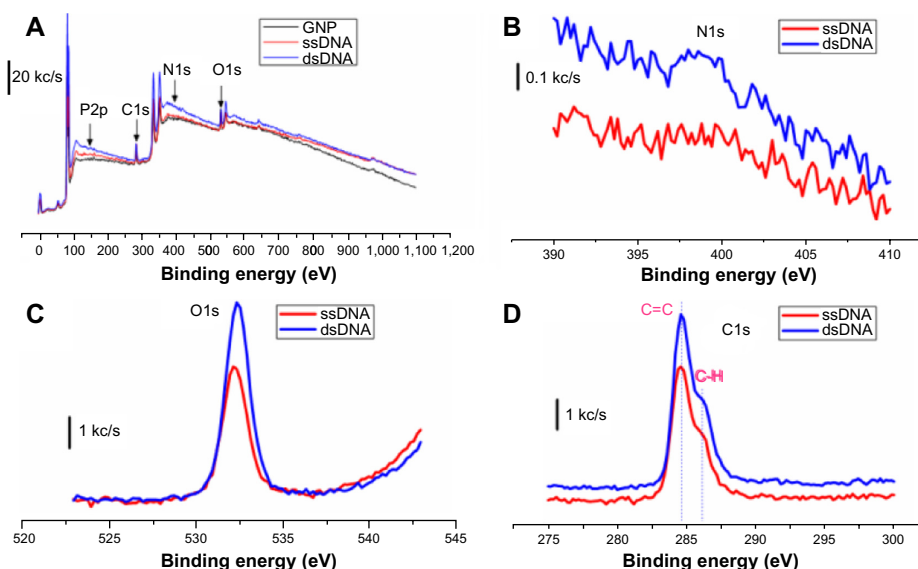 A
GNP
ssDNA
dsDNA
20 kc/s
P2p
C1s
N1s
O1s
0 100 200 300 400 500 600 700 800 900 1,000 1,100 1,200
Binding energy (eV)
B
N1s
ssDNA
dsDNA
0.1 kc/s
390 395 400 405 410
Binding energy (eV)
C
O1s
ssDNA
dsDNA
1 kc/s
520 525 530 535 540 545
Binding energy (eV)
D
C=C
C1s
ssDNA
dsDNA
C-H
1 kc/s
275 280 285 290 295 300
Binding energy (eV)